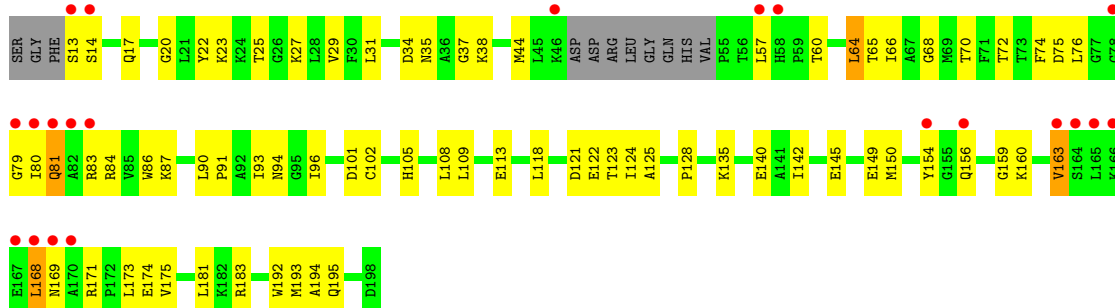 SER GLY PHE S13 S14 Q17 G20 L21 Y22 K23 K24 T25 G26 K27 L28 V29 F30 L31 D34 N35 A36 G37 K38 M44 L45 K46 ASP ASP ARG LEU GLY GLN HIS VAL P55 T56 L57 H58 P59 T60 L64 T65 I66 A67 G68 M69 T70 F71 T72 T73 F74 D75 L76 G77 G78
G79 I80 Q81 A82 R83 R84 V85 W86 K87 L90 P91 A92 I93 N94 G95 I96 D101 C102 H105 L108 L109 E113 L118 D121 E122 T123 I124 A125 P128 K135 E140 A141 I142 E145 E149 M150 Y154 G155 Q156 G159 K160 V163 S164 L165 K166
E167 L168 N169 A170 R171 P172 L173 E174 V175 L181 K182 R183 W192 M193 A194 Q195 D198